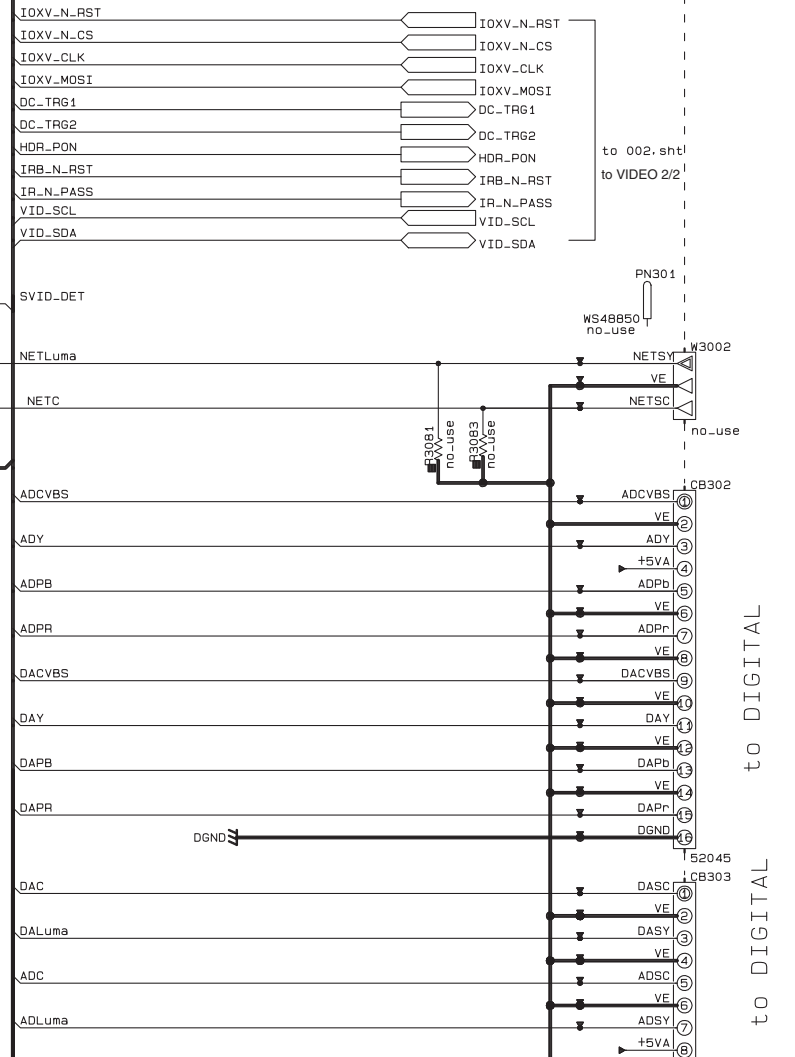 IOXV_N_RST IOXV_N_RST
IOXV_N_CS IOXV_N_CS
IOXV_CLK IOXV_CLK
IOXV_MOSI IOXV_MOSI
DC_TRG1 DC_TRG1
DC_TRG2 DC_TRG2
HDR_PON HDR_PON
to 002.sht
to VIDEO 2/2
IRB_N_RST IRB_N_RST
IR_N_PASS IR_N_PASS
VID_SCL VID_SCL
VID_SDA VID_SDA
PN301
SVID_DET
WS48850
no_use
W3002
NETLuma NETSY
VE
NETC NETSC
no_use
R3081
no_use
R3083
no_use
CB302
ADCVBS ADCVBS 1
VE 2
ADY ADY 3
+5VA 4
ADPB ADPb 5
VE 6
ADPR ADPr 7
VE 8
DACVBS DACVBS 9
VE 10
DAY DAY 11
VE 12
DAPB DAPb 13
VE 14
DAPR DAPr 15
DGND DGND 16
to DIGITAL
52045
CB303
DAC DASC 1
VE 2
DALuma DASY 3
VE 4
ADC ADSC 5
VE 6
ADLuma ADSY 7
+5VA 8
to DIGITAL